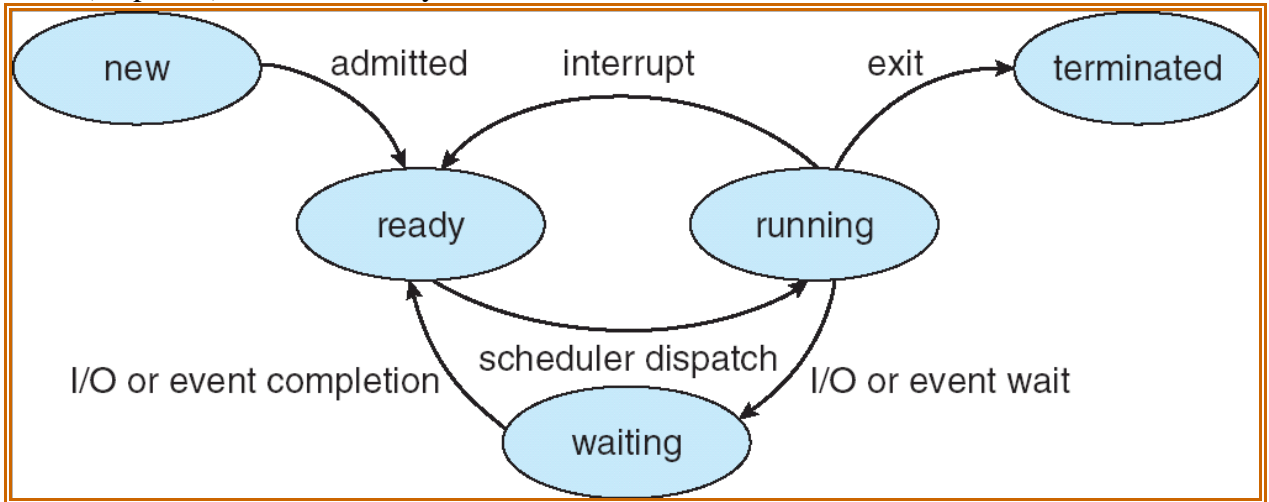 new
admitted
interrupt
exit
terminated
ready
running
scheduler dispatch
I/O or event completion
I/O or event wait
waiting